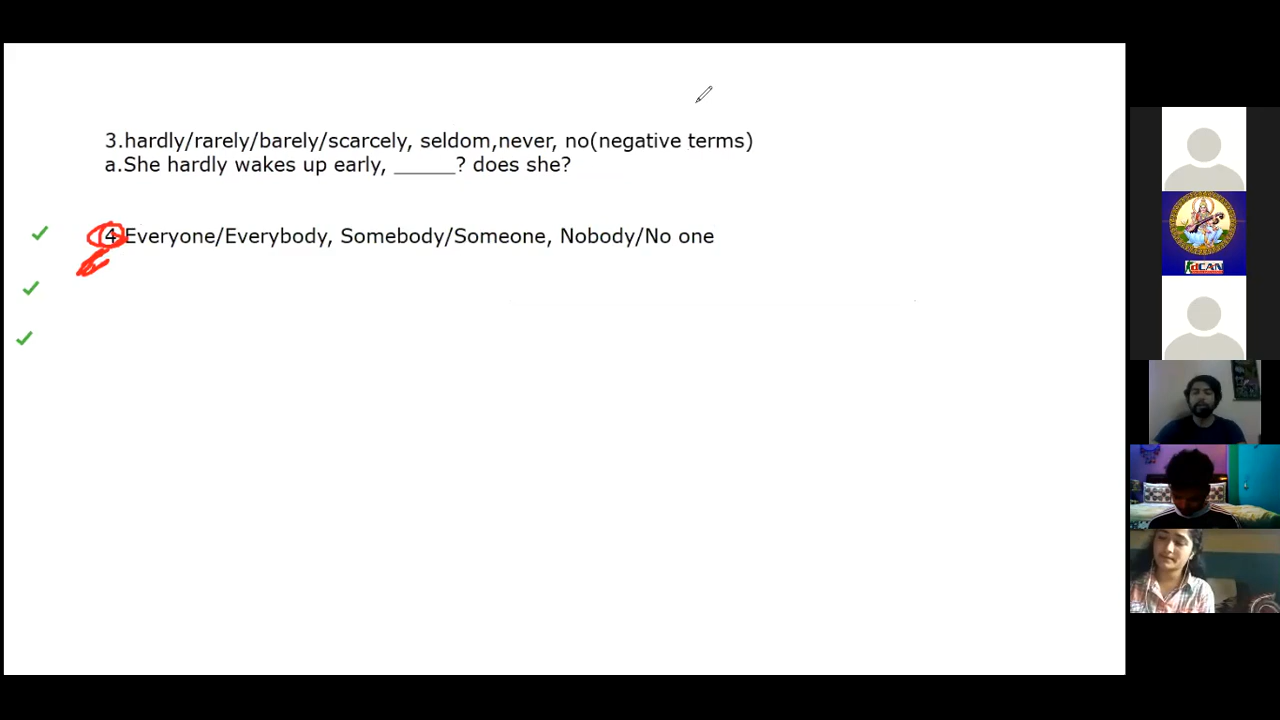 3.hardly/rarely/barely/scarcely, seldom,never, no(negative terms)
a.She hardly wakes up early, ______? does she?
4.Everyone/Everybody, Somebody/Someone, Nobody/No one